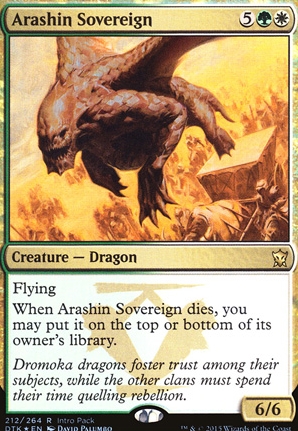 Arashin Sovereign 5
Creature — Dragon
Flying
When Arashin Sovereign dies, you
may put it on the top or bottom of its
owner's library.
Dromoka dragons foster trust among their
subjects, while the other clans must spend
their time quelling rebellion.
6/6
212/264 R Intro Pack
DTK ★ EN DAVID PALUMBO ™ & © 2015 Wizards of the Coast